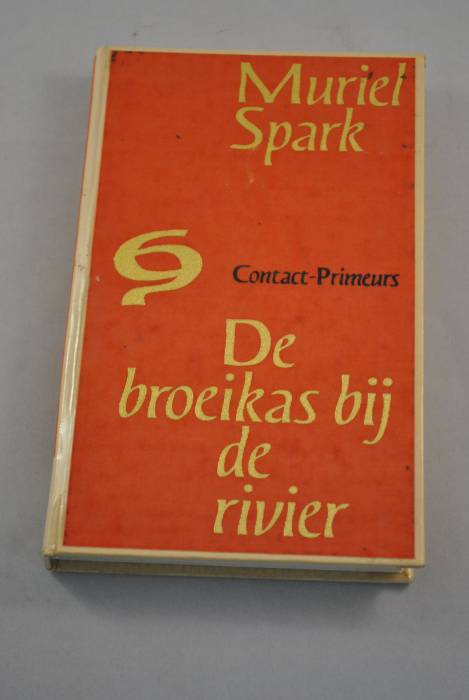 Muriel
Spark
Contact-Primeurs
De
broeikas bij
de
rivier